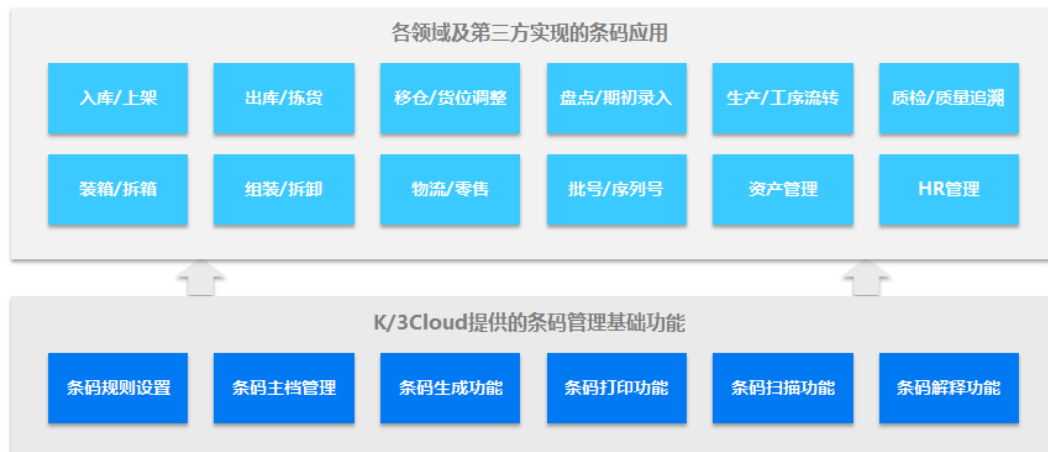 各领域及第三方实现的条码应用
入库/上架
出库/拣货
移仓/货位调整
盘点/期初录入
生产/工序流转
质检/质量追溯
装箱/拆箱
组装/拆卸
物流/零售
批号/序列号
资产管理
HR管理
K/3Cloud提供的条码管理基础功能
条码规则设置
条码主档管理
条码生成功能
条码打印功能
条码扫描功能
条码解释功能